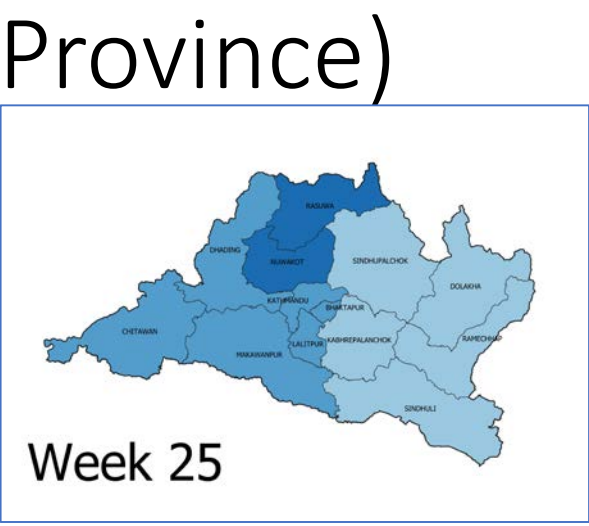 Province)
RASUWA
DHADING
NUWAKOT
SINDHUPALCHOK
DOLAKHA
KATHMANDU
BHAKTAPUR
CHITAWAN
LALITPUR
KABHREPALANCHOK
RAMECHHAP
MAKAWANPUR
SINDHULI
Week 25